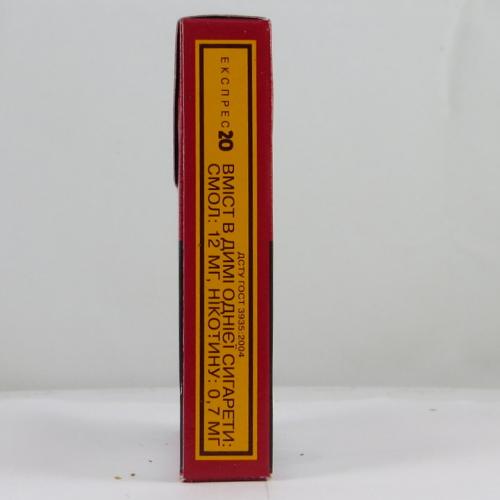 ЕКСПРЕС 20
ДСТУ ГОСТ 3935:2004
ВМІСТ В ДИМІ ОДНІЄЇ СИГАРЕТИ:
СМОЛ: 12 МГ, НІКОТИНУ: 0,7 МГ